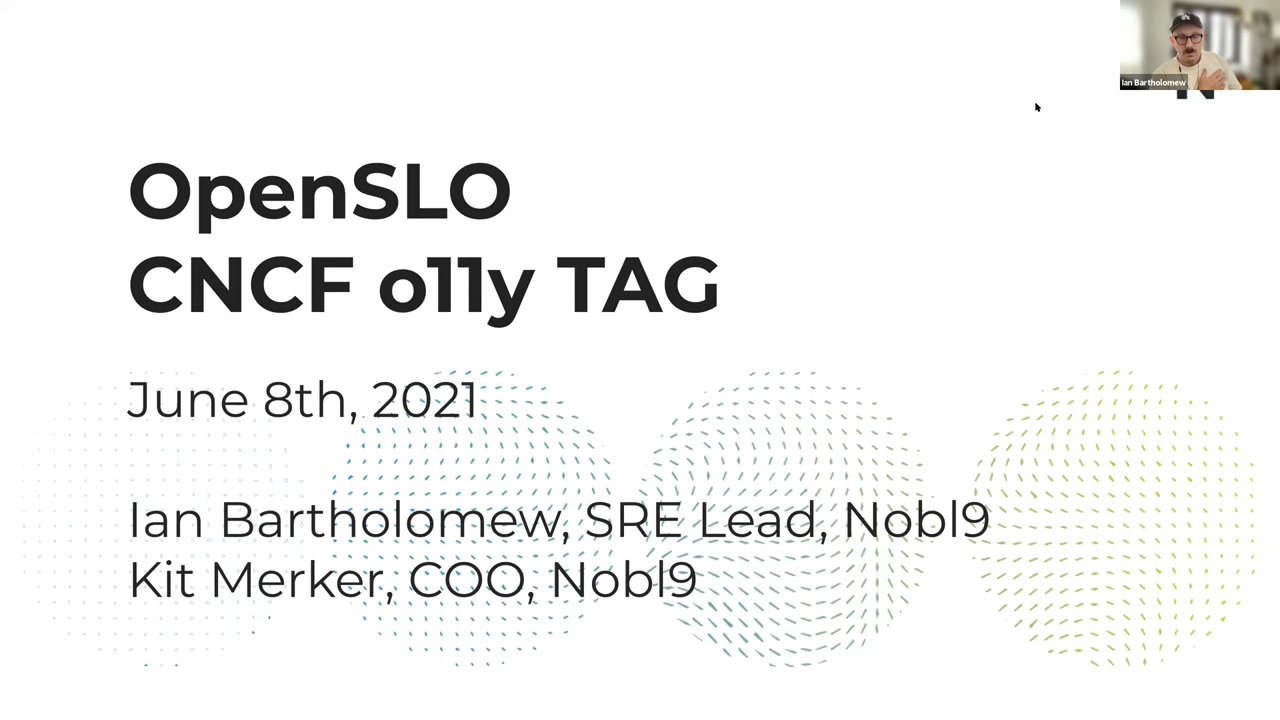 Ian Bartholomew
OpenSLO
CNCF o11y TAG
June 8th, 2021
Ian Bartholomew, SRE Lead, Nobl9
Kit Merker, COO, Nobl9